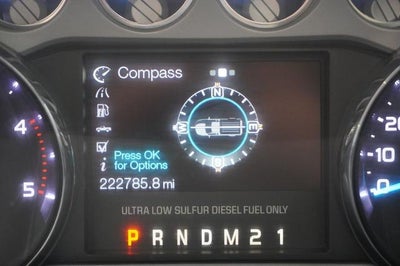 Compass
N
W E
S
Press OK
for Options
222785.8 mi
ULTRA LOW SULFUR DIESEL FUEL ONLY
P R N D M 2 1
4
5
20
0